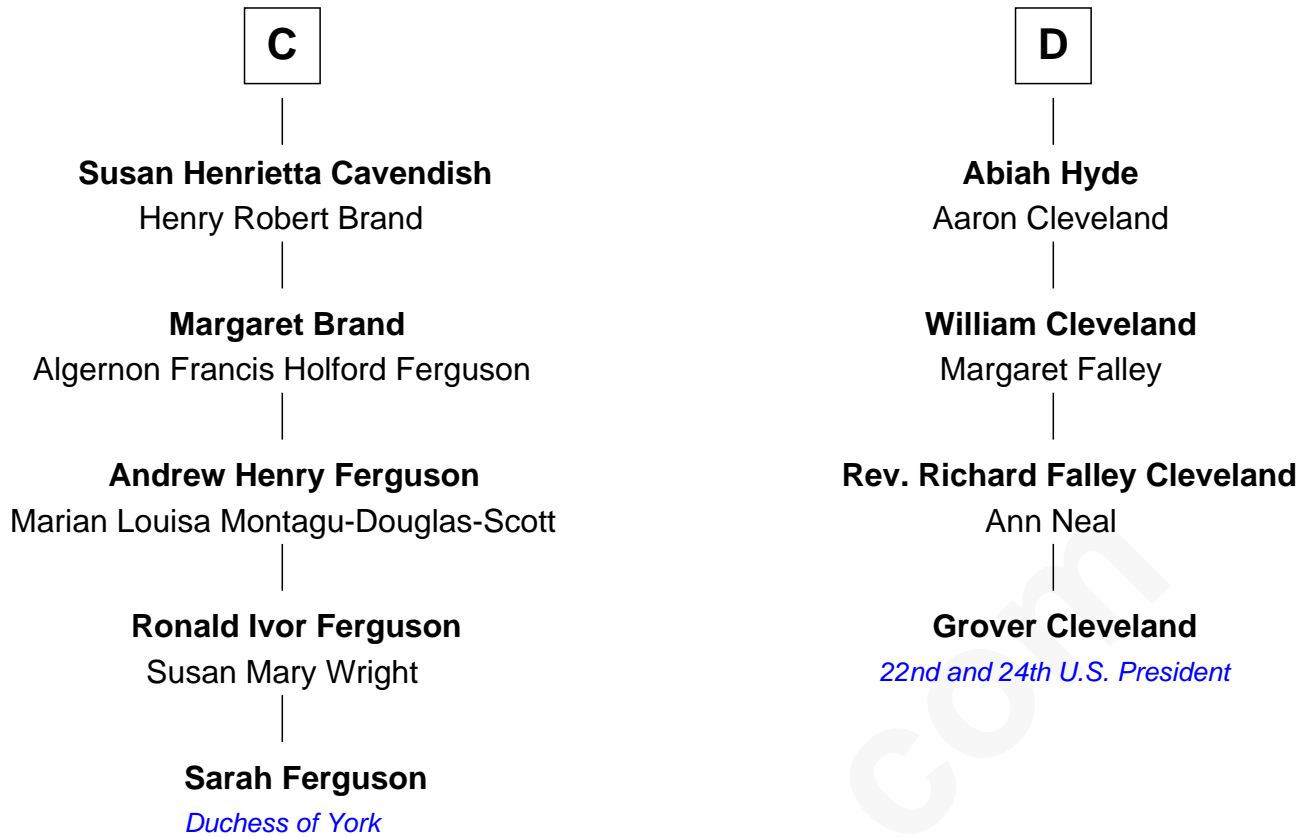 C
Susan Henrietta Cavendish
Henry Robert Brand
Margaret Brand
Algernon Francis Holford Ferguson
Andrew Henry Ferguson
Marian Louisa Montagu-Douglas-Scott
Ronald Ivor Ferguson
Susan Mary Wright
Sarah Ferguson
Duchess of York
D
Abiah Hyde
Aaron Cleveland
William Cleveland
Margaret Falley
Rev. Richard Falley Cleveland
Ann Neal
Grover Cleveland
22nd and 24th U.S. President
com